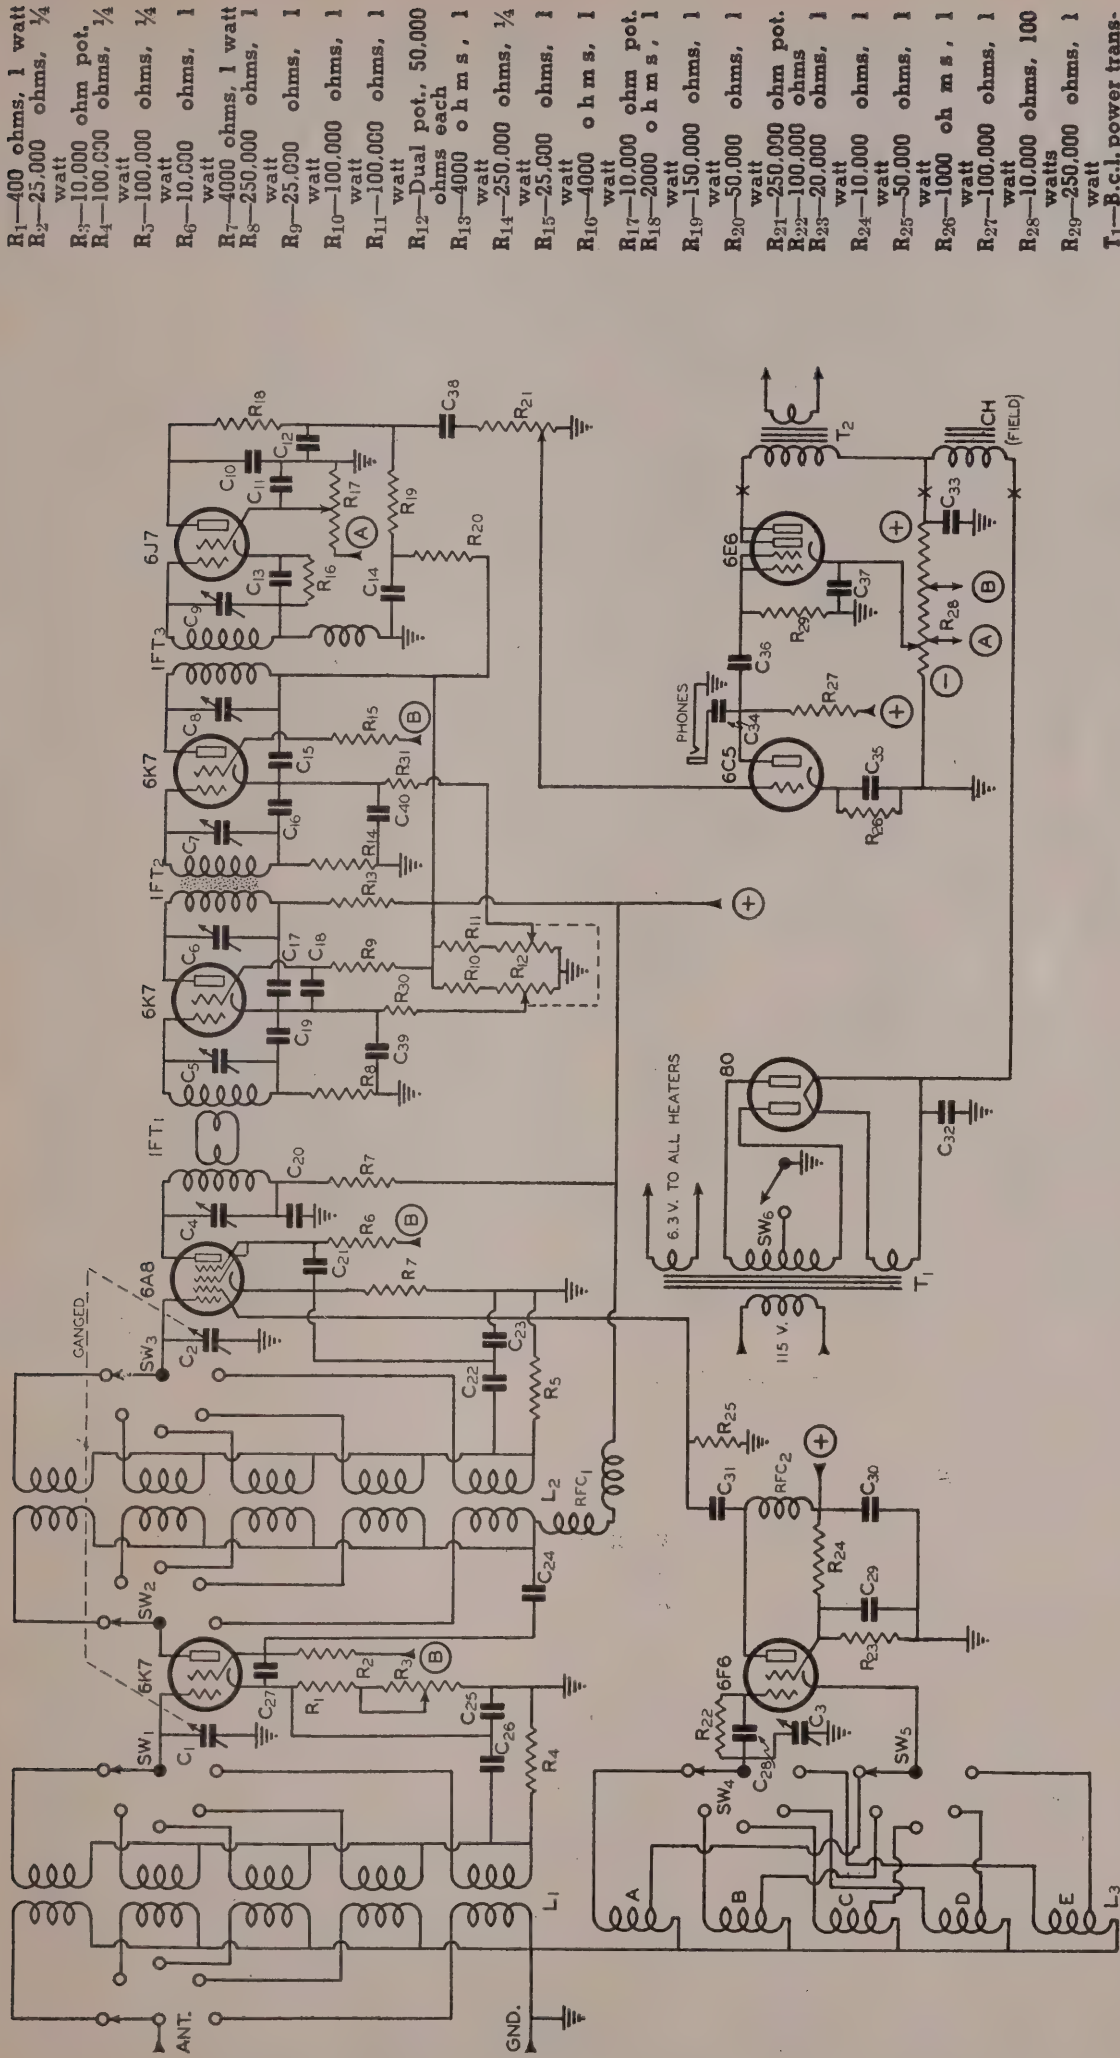 GANGED
ANT.
GND.
L1
SW1
C1
6K7
C27
R1
R2
R3
B
C25
C26
R4
SW2
C24
L2
RFC1
SW3
C2
6A8
C21
R6
B
R7
C22
C23
R5
C4
C20
R7
IFT1
C5
6K7
C6
C19
C17
C18
R8
C39
R30
R9
R10
R11
R12
R13
+
IFT2
C7
6K7
C8
C16
C15
R14
C40
R31
R15
B
IFT3
C9
6J7
C13
R16
C10
C11
C12
R17
A
R18
C14
R19
R20
C38
R21
A
B
C
D
E
L3
SW4
SW5
R22
C28
C3
6F6
R23
C29
R24
C30
RFC2
+
C31
R25
115 V.
T1
6.3 V. TO ALL HEATERS
SW6
80
C32
PHONES
6C5
C34
C35
R26
R27
+
C36
R29
C37
6E6
T2
−
A
R28
B
+
C33
CH
(FIELD)
R1—400 ohms, 1 watt
R2—25,000 ohms, ¼
watt
R3—10,000 ohm pot.
R4—100,000 ohms, ¼
watt
R5—100,000 ohms, ¼
watt
R6—10,000 ohms, 1
watt
R7—4000 ohms, 1 watt
R8—250,000 ohms, 1
watt
R9—25,000 ohms, 1
watt
R10—100,000 ohms, 1
watt
R11—100,000 ohms, 1
watt
R12—Dual pot., 50,000
ohms each
R13—4000 ohms, 1
watt
R14—250,000 ohms, ¼
watt
R15—25,000 ohms, 1
watt
R16—4000 ohms, 1
watt
R17—10,000 ohm pot.
R18—2000 ohms, 1
watt
R19—150,000 ohms, 1
watt
R20—50,000 ohms, 1
watt
R21—250,000 ohm pot.
R22—100,000 ohms
R23—20,000 ohms, 1
watt
R24—10,000 ohms, 1
watt
R25—50,000 ohms, 1
watt
R26—1000 ohms, 1
watt
R27—100,000 ohms, 1
watt
R28—10,000 ohms, 100
watts
R29—250,000 ohms, 1
watt
T1—B.c.l. power trans-